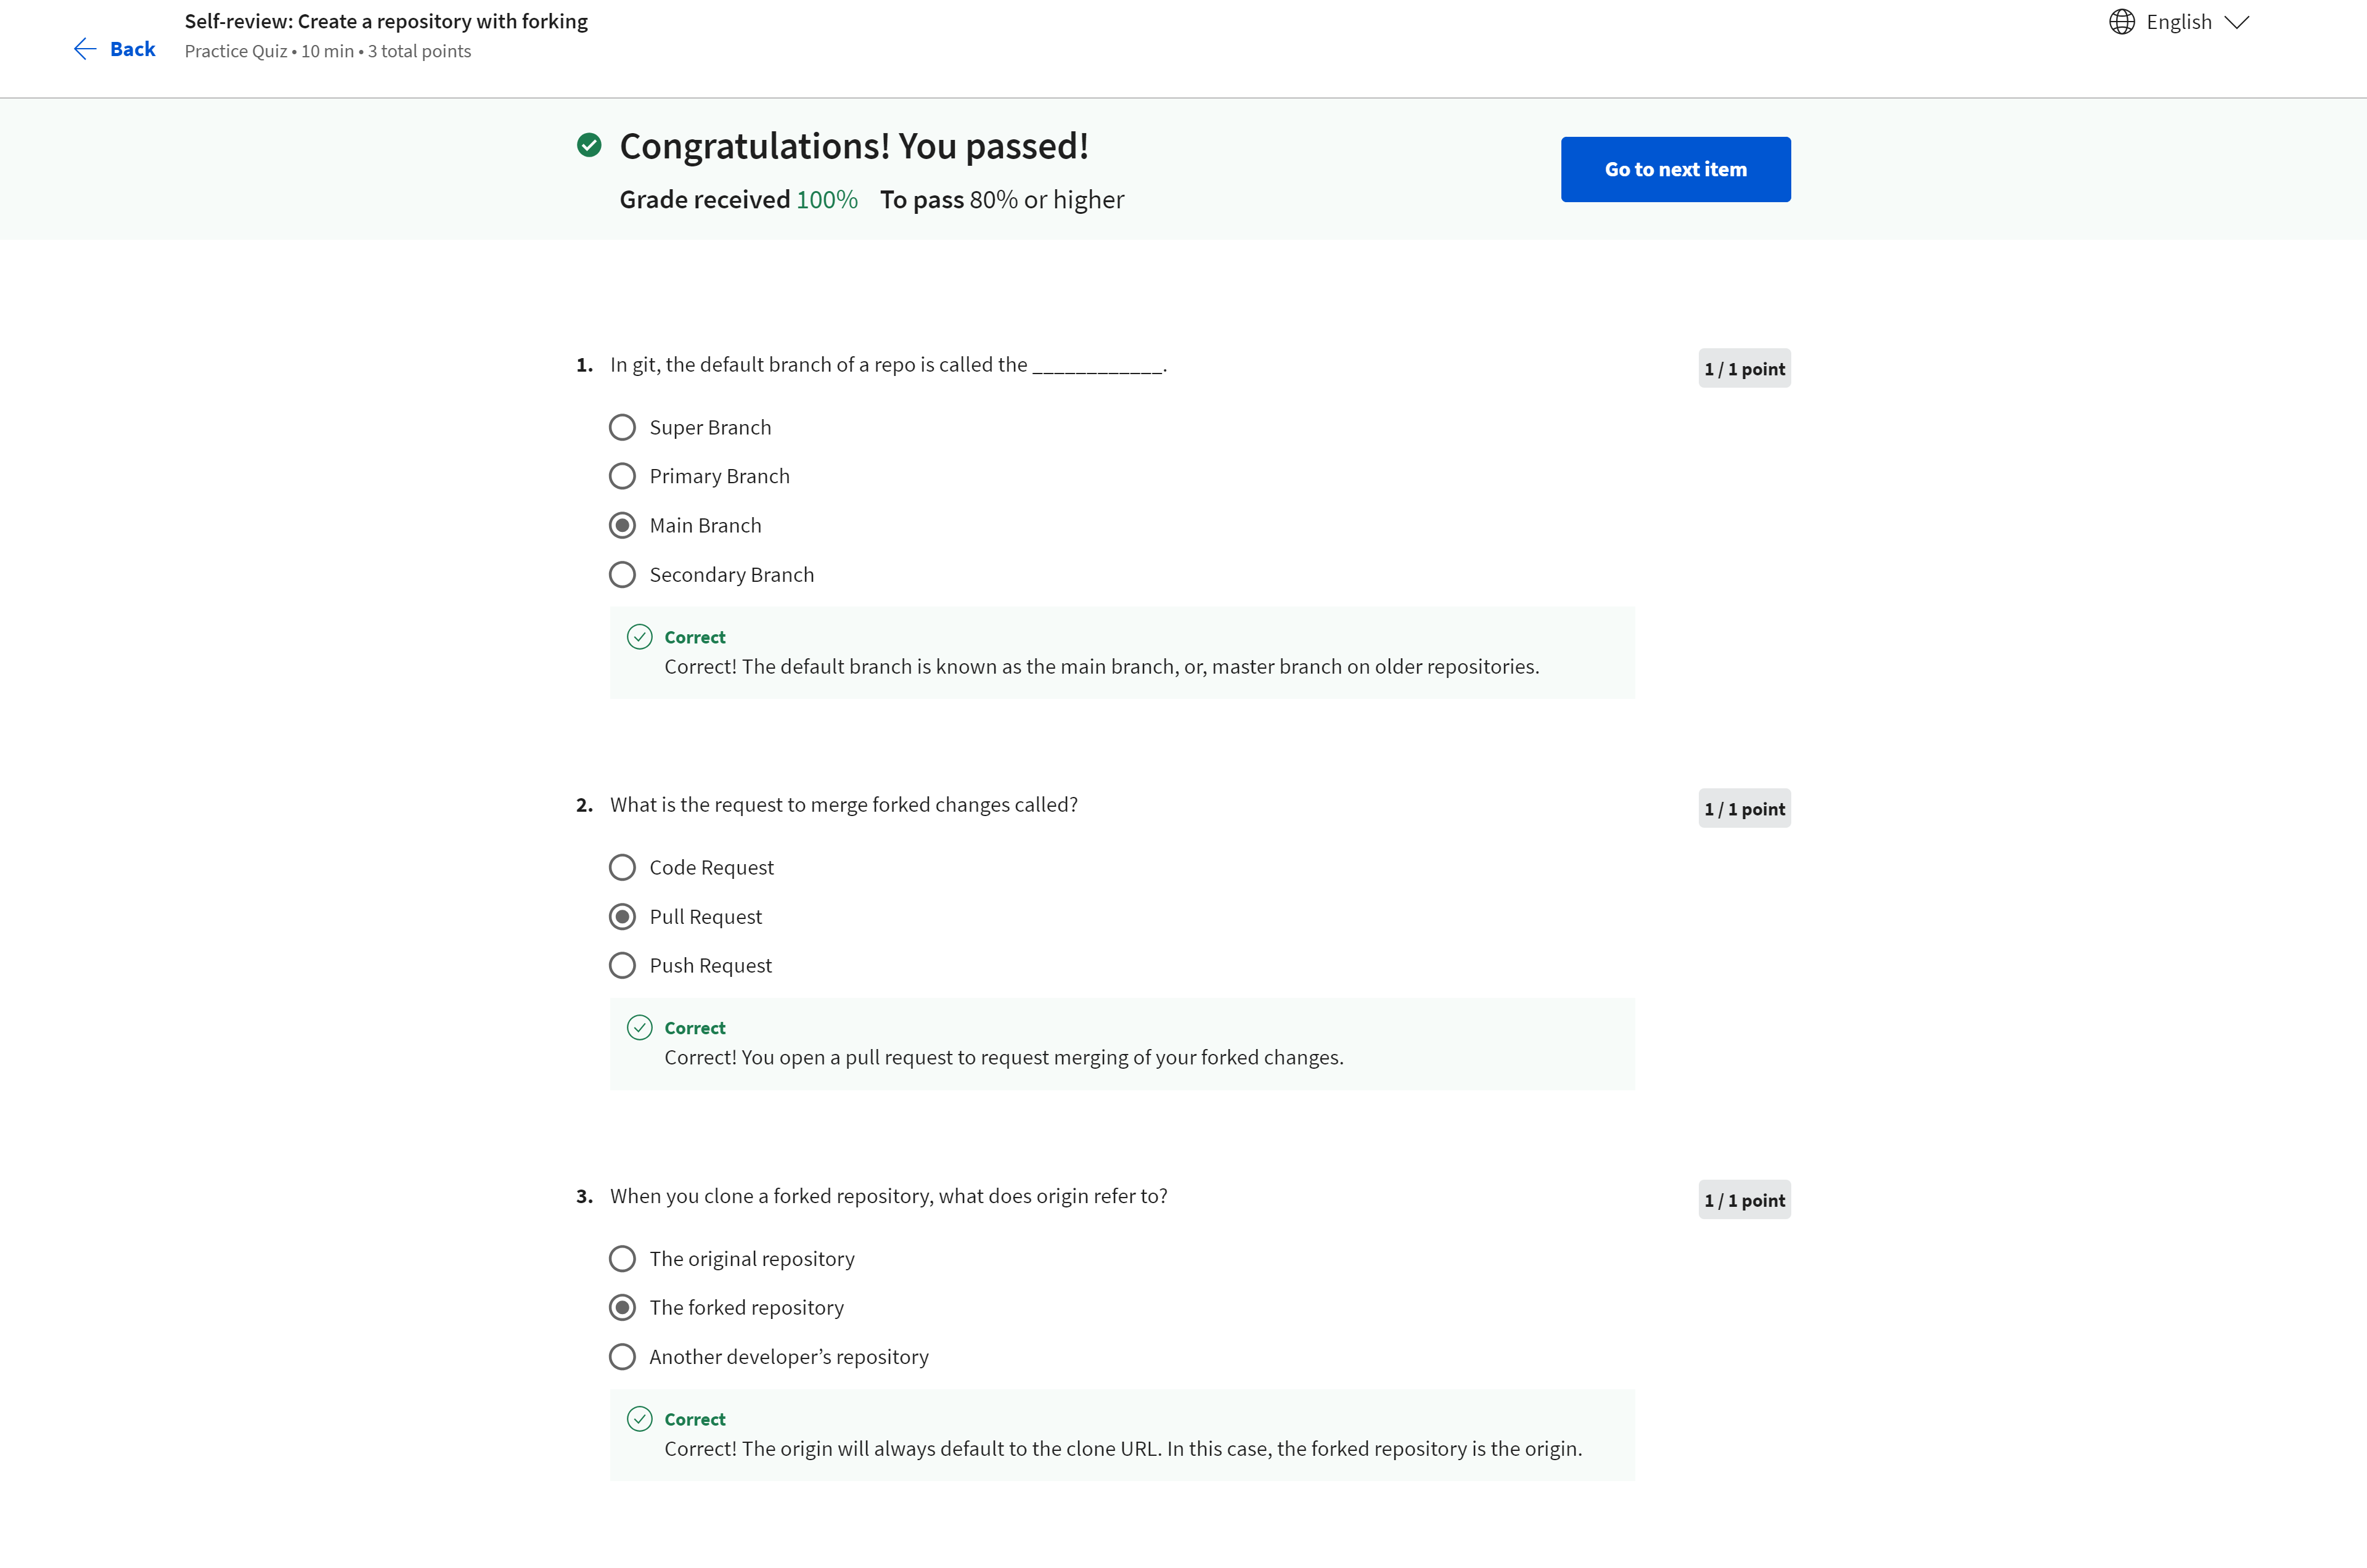 Back
Self-review: Create a repository with forking
Practice Quiz • 10 min • 3 total points
English
Congratulations! You passed!
Grade received 100% To pass 80% or higher
Go to next item
1. In git, the default branch of a repo is called the ____________.
1 / 1 point
Super Branch
Primary Branch
Main Branch
Secondary Branch
Correct
Correct! The default branch is known as the main branch, or, master branch on older repositories.
2. What is the request to merge forked changes called?
1 / 1 point
Code Request
Pull Request
Push Request
Correct
Correct! You open a pull request to request merging of your forked changes.
3. When you clone a forked repository, what does origin refer to?
1 / 1 point
The original repository
The forked repository
Another developer’s repository
Correct
Correct! The origin will always default to the clone URL. In this case, the forked repository is the origin.